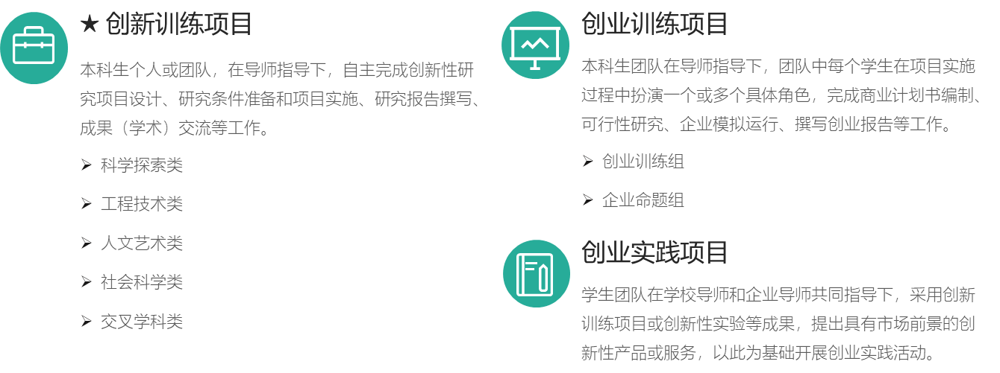 ★ 创新训练项目
本科生个人或团队，在导师指导下，自主完成创新性研
究项目设计、研究条件准备和项目实施、研究报告撰写、
成果（学术）交流等工作。
➢ 科学探索类
➢ 工程技术类
➢ 人文艺术类
➢ 社会科学类
➢ 交叉学科类
创业训练项目
本科生团队在导师指导下，团队中每个学生在项目实施
过程中扮演一个或多个具体角色，完成商业计划书编制、
可行性研究、企业模拟运行、撰写创业报告等工作。
➢ 创业训练组
➢ 企业命题组
创业实践项目
学生团队在学校导师和企业导师共同指导下，采用创新
训练项目或创新性实验等成果，提出具有市场前景的创
新性产品或服务，以此为基础开展创业实践活动。